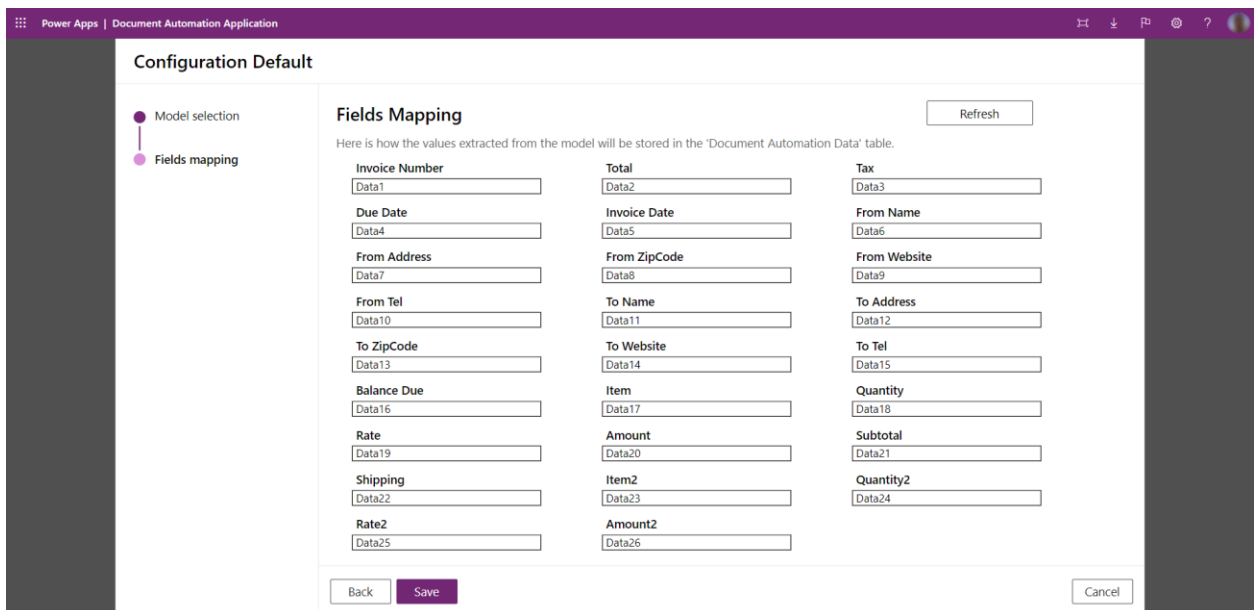 Power Apps | Document Automation Application
?
Configuration Default
Model selection
Fields mapping
Fields Mapping
Refresh
Here is how the values extracted from the model will be stored in the 'Document Automation Data' table.
Invoice Number Total Tax
Data1 Data2 Data3
Due Date Invoice Date From Name
Data4 Data5 Data6
From Address From ZipCode From Website
Data7 Data8 Data9
From Tel To Name To Address
Data10 Data11 Data12
To ZipCode To Website To Tel
Data13 Data14 Data15
Balance Due Item Quantity
Data16 Data17 Data18
Rate Amount Subtotal
Data19 Data20 Data21
Shipping Item2 Quantity2
Data22 Data23 Data24
Rate2 Amount2
Data25 Data26
Back Save Cancel